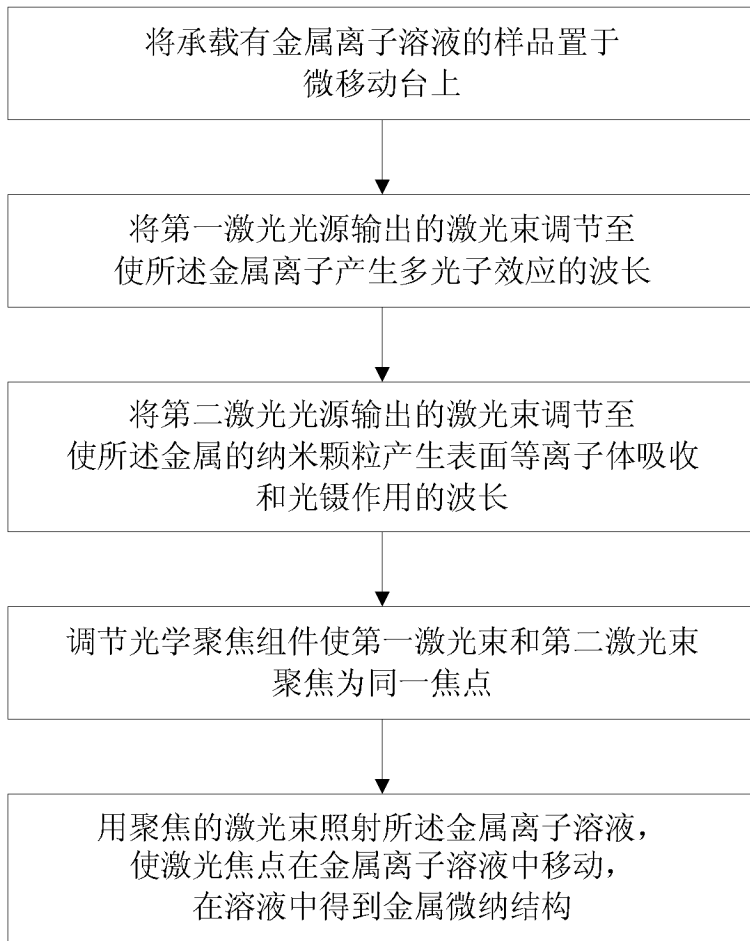 将承载有金属离子溶液的样品置于
微移动台上
将第一激光光源输出的激光束调节至
使所述金属离子产生多光子效应的波长
将第二激光光源输出的激光束调节至
使所述金属的纳米颗粒产生表面等离子体吸收
和光镊作用的波长
调节光学聚焦组件使第一激光束和第二激光束
聚焦为同一焦点
用聚焦的激光束照射所述金属离子溶液，
使激光焦点在金属离子溶液中移动，
在溶液中得到金属微纳结构